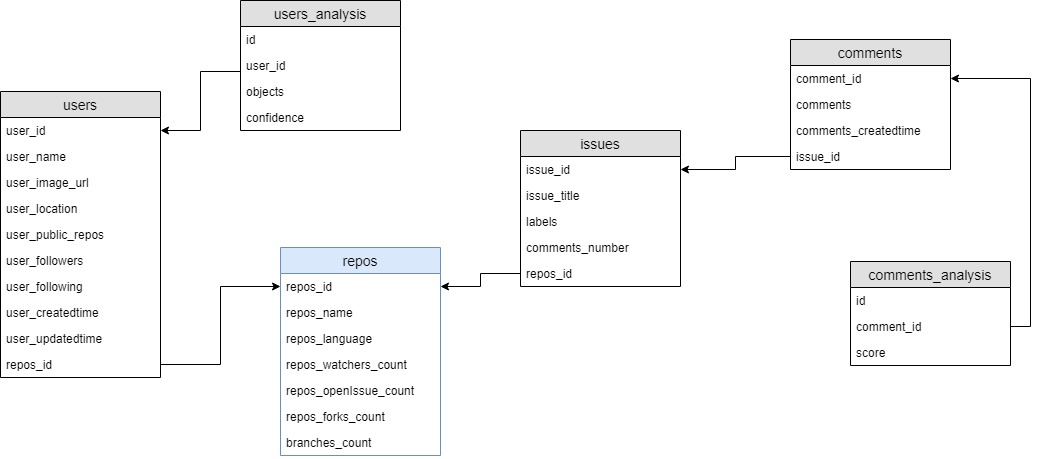 users_analysis
id
user_id
objects
confidence
users
user_id
user_name
user_image_url
user_location
user_public_repos
user_followers
user_following
user_createdtime
user_updatedtime
repos_id
repos
repos_id
repos_name
repos_language
repos_watchers_count
repos_openIssue_count
repos_forks_count
branches_count
issues
issue_id
issue_title
labels
comments_number
repos_id
comments
comment_id
comments
comments_createdtime
issue_id
comments_analysis
id
comment_id
score